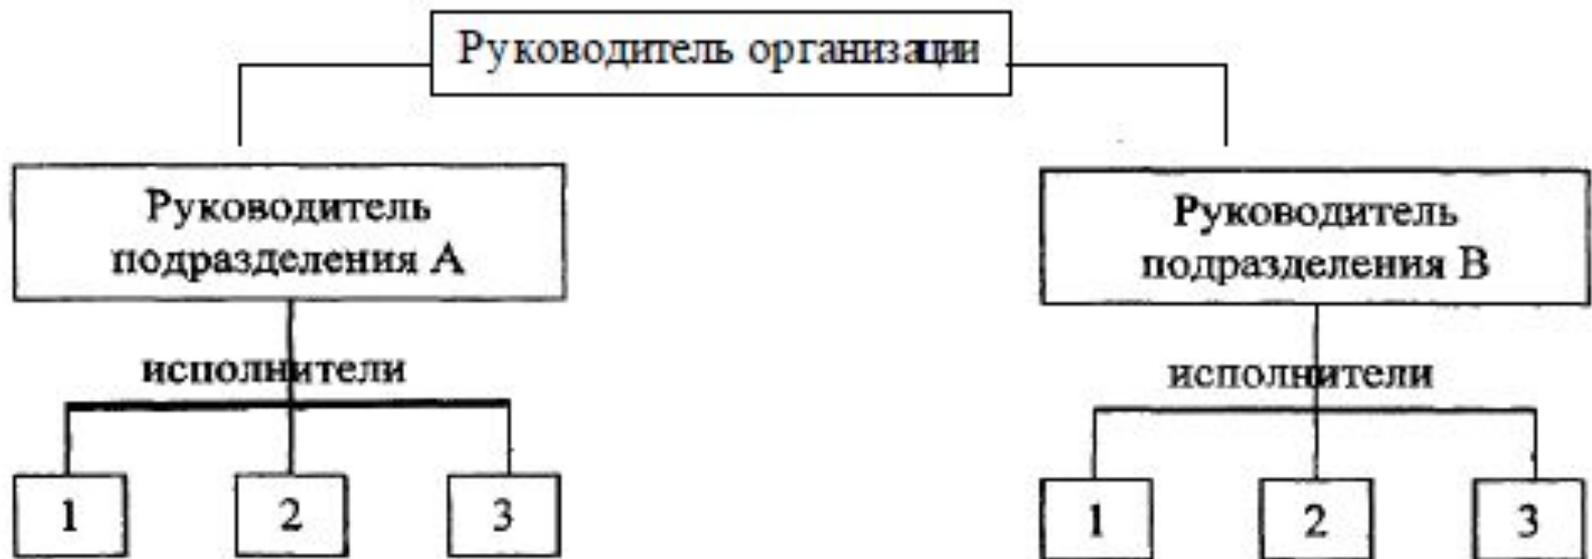 Руководитель организации
Руководитель
подразделения А
Руководитель
подразделения В
исполнители
исполнители
1
2
3
1
2
3